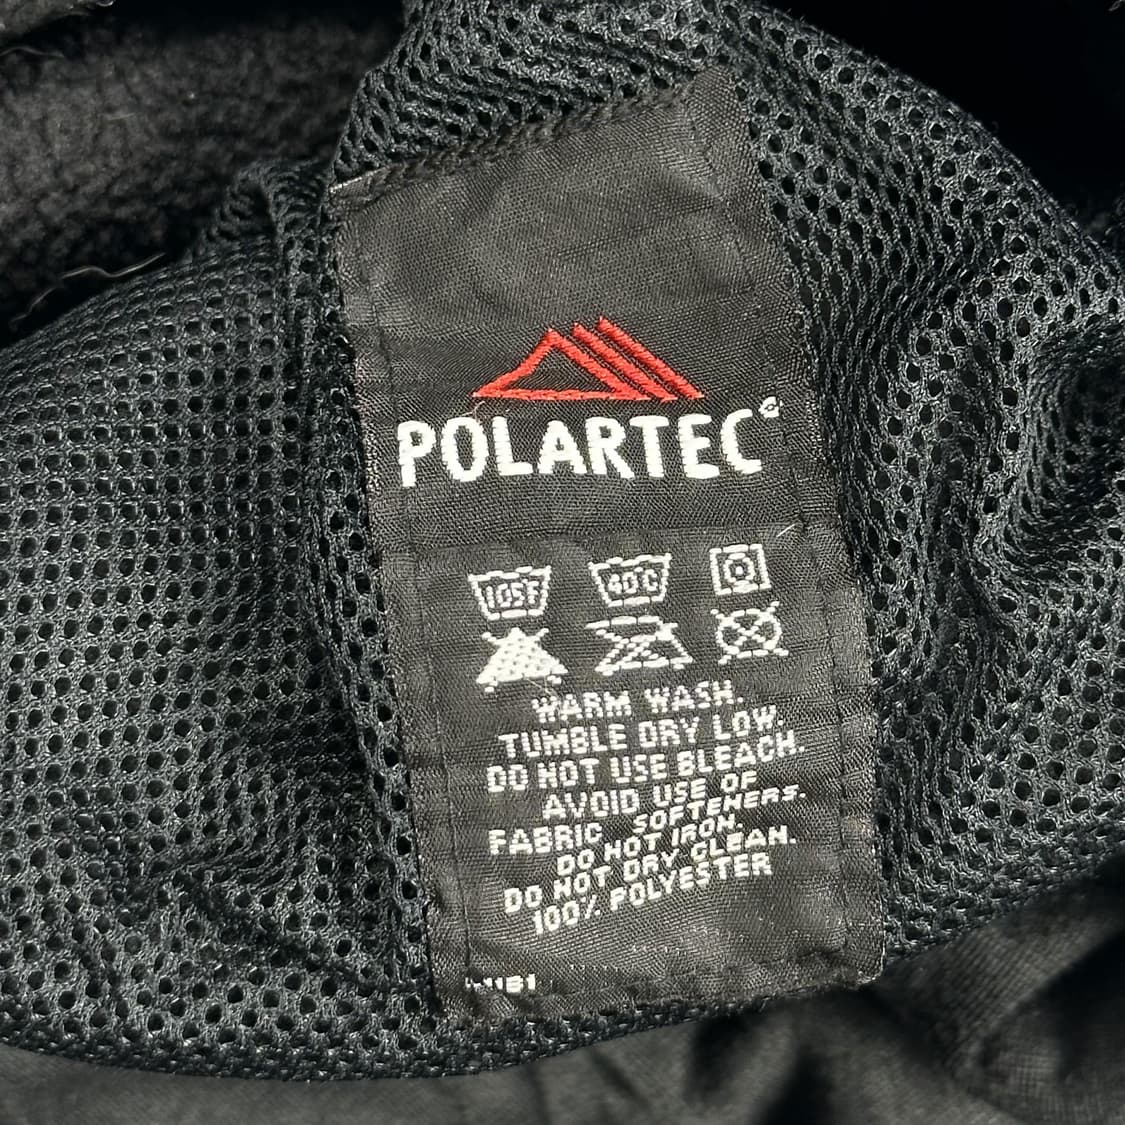 POLARTEC
105F 40°C
WARM WASH.
TUMBLE DRY LOW.
DO NOT USE BLEACH.
AVOID USE OF
FABRIC SOFTENERS.
DO NOT IRON.
DO NOT DRY CLEAN.
100% POLYESTER